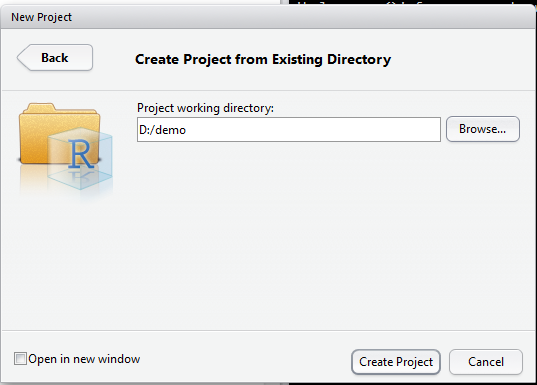 New Project
Back
Create Project from Existing Directory
Project working directory:
D:/demo
Browse...
R
Open in new window
Create Project
Cancel